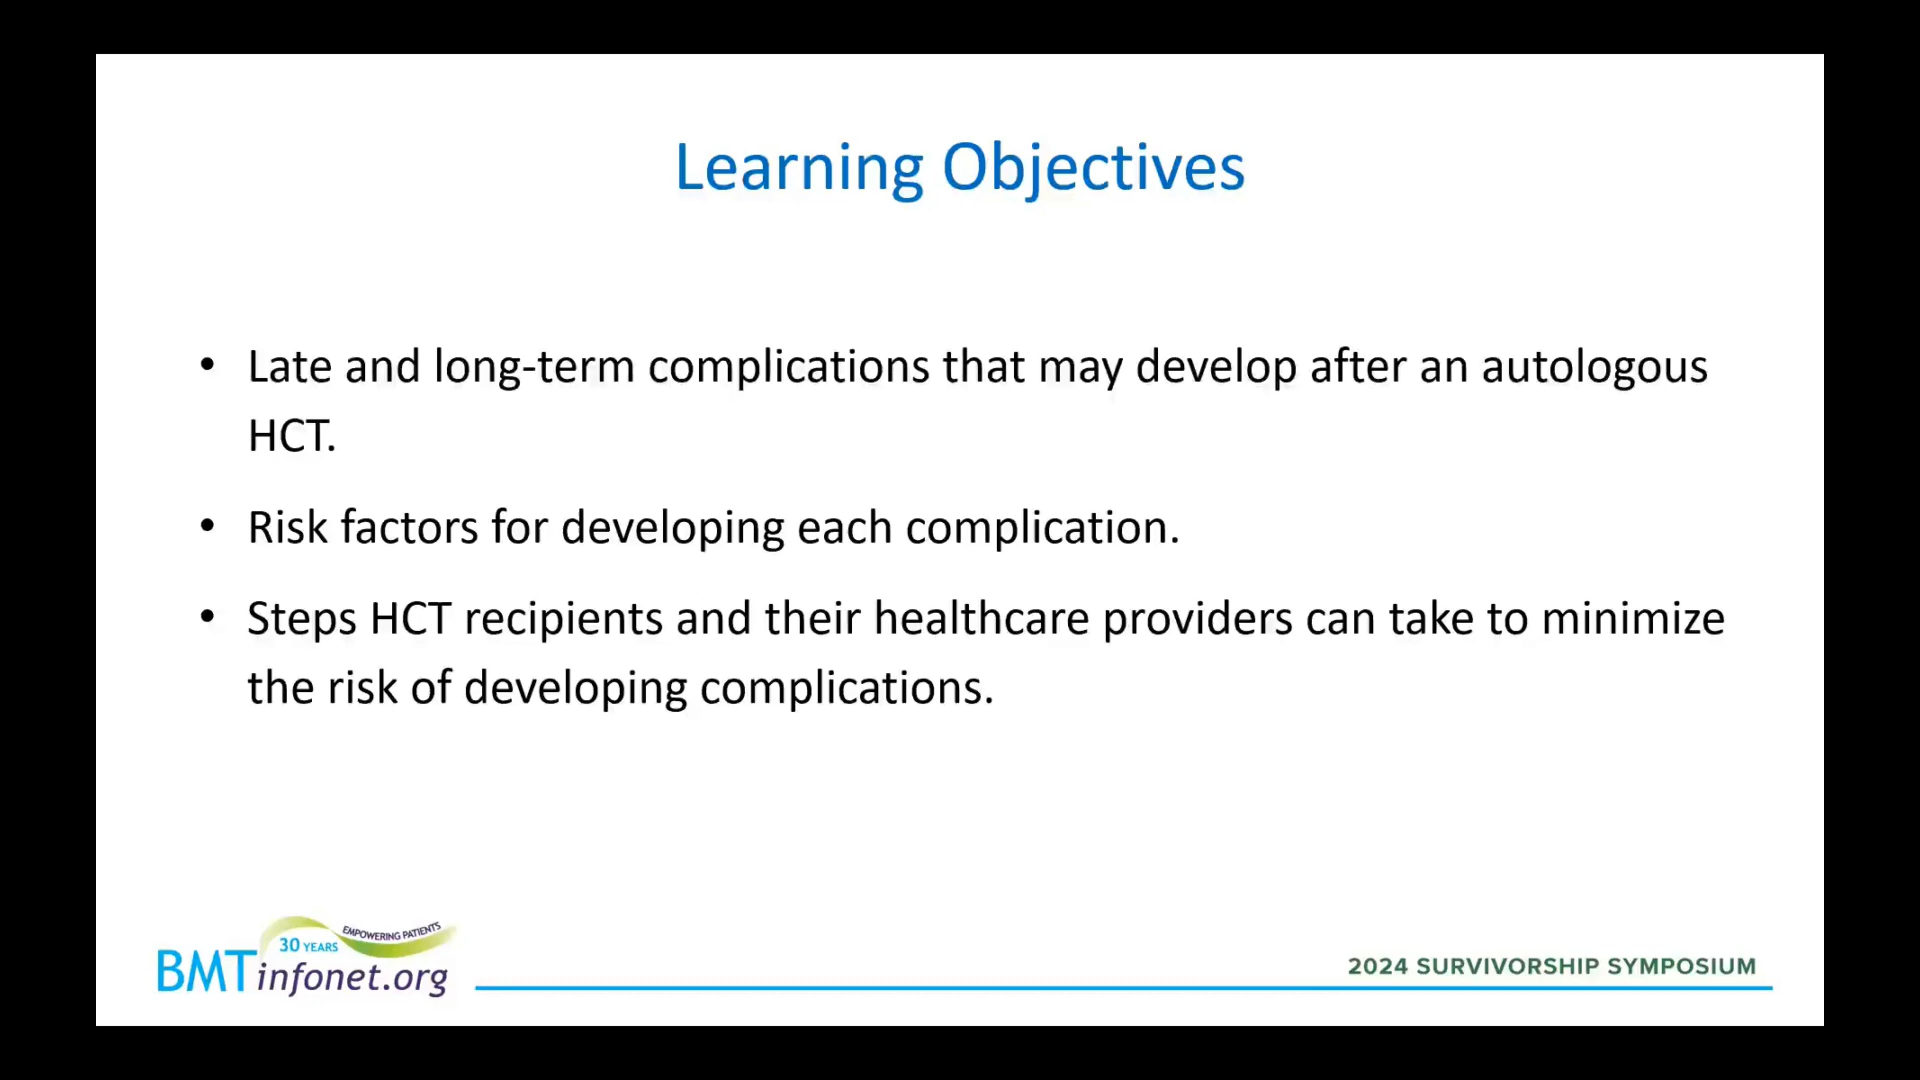 Learning Objectives
• Late and long-term complications that may develop after an autologous
HCT.
• Risk factors for developing each complication.
• Steps HCT recipients and their healthcare providers can take to minimize
the risk of developing complications.
30 YEARS EMPOWERING PATIENTS
BMTinfonet.org
2024 SURVIVORSHIP SYMPOSIUM